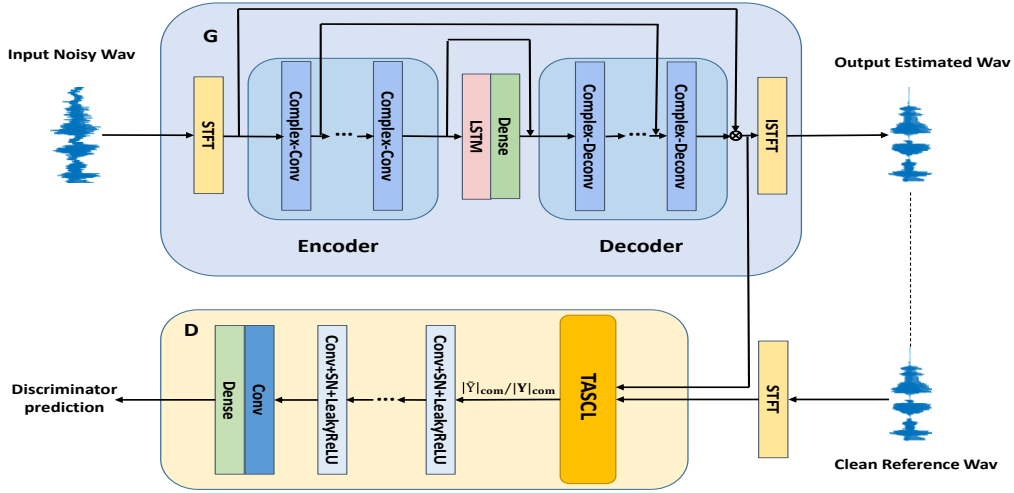 G
Input Noisy Wav
Output Estimated Wav
STFT
Complex-Conv
...
Complex-Conv
LSTM
Dense
Complex-Deconv
...
Complex-Deconv
⊗
ISTFT
Encoder
Decoder
D
Discriminator
prediction
Dense
Conv
Conv+SN+LeakyReLU
...
Conv+SN+LeakyReLU
|Ŷ|com/|Y|com
TASCL
STFT
Clean Reference Wav